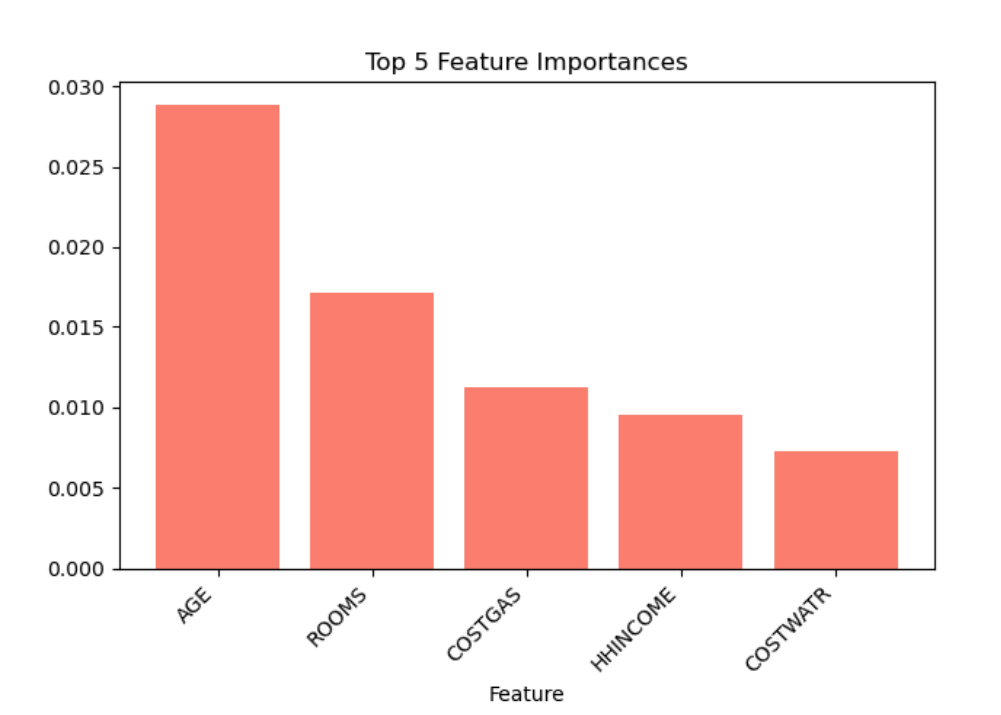 Top 5 Feature Importances
0.030
0.025
0.020
0.015
0.010
0.005
0.000
AGE
ROOMS
COSTGAS
HHINCOME
COSTWATR
Feature